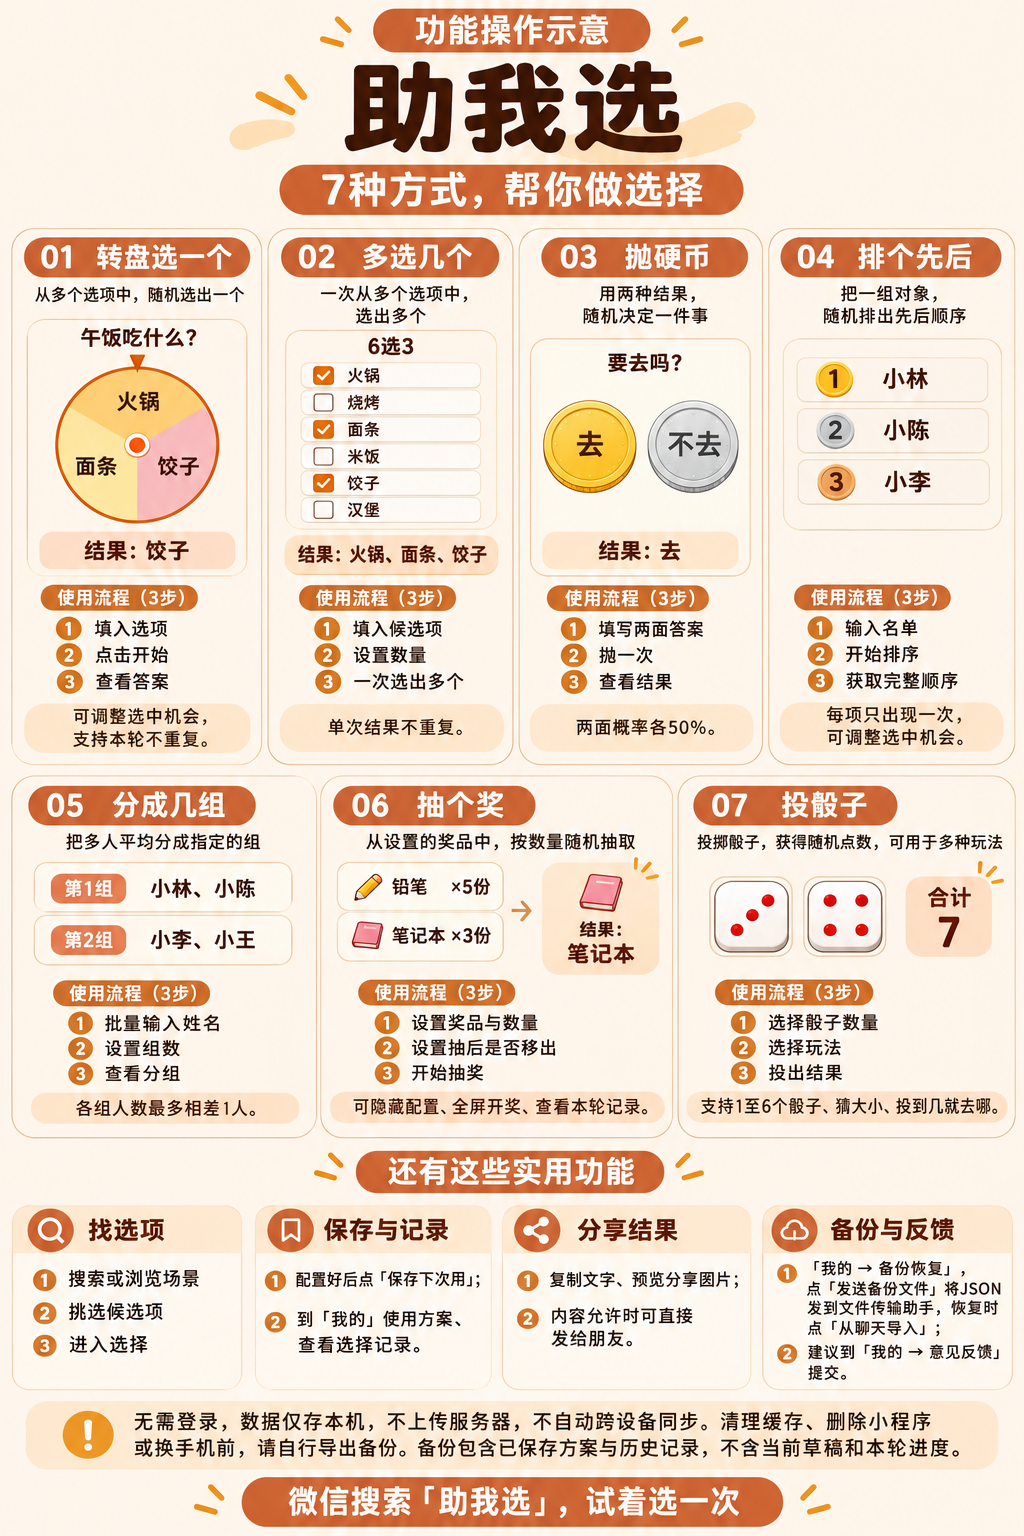 功能操作示意
助我选
7种方式，帮你做选择
01 转盘选一个
从多个选项中，随机选出一个
午饭吃什么？
火锅
面条
饺子
结果：饺子
使用流程（3步）
1 填入选项
2 点击开始
3 查看答案
可调整选中机会，
支持本轮不重复。
02 多选几个
一次从多个选项中，
选出多个
6选3
火锅
烧烤
面条
米饭
饺子
汉堡
结果：火锅、面条、饺子
使用流程（3步）
1 填入候选项
2 设置数量
3 一次选出多个
单次结果不重复。
03 抛硬币
用两种结果，
随机决定一件事
要去吗？
去
不去
结果：去
使用流程（3步）
1 填写两面答案
2 抛一次
3 查看结果
两面概率各50%。
04 排个先后
把一组对象，
随机排出先后顺序
1 小林
2 小陈
3 小李
使用流程（3步）
1 输入名单
2 开始排序
3 获取完整顺序
每项只出现一次，
可调整选中机会。
05 分成几组
把多人平均分成指定的组
第1组 小林、小陈
第2组 小李、小王
使用流程（3步）
1 批量输入姓名
2 设置组数
3 查看分组
各组人数最多相差1人。
06 抽个奖
从设置的奖品中，按数量随机抽取
铅笔 ×5份
笔记本 ×3份
结果：
笔记本
使用流程（3步）
1 设置奖品与数量
2 设置抽后是否移出
3 开始抽奖
可隐藏配置、全屏开奖、查看本轮记录。
07 投骰子
投掷骰子，获得随机点数，可用于多种玩法
合计
7
使用流程（3步）
1 选择骰子数量
2 选择玩法
3 投出结果
支持1至6个骰子、猜大小、投到几就去哪。
还有这些实用功能
找选项
1 搜索或浏览场景
2 挑选候选项
3 进入选择
保存与记录
1 配置好后点「保存下次用」；
2 到「我的」使用方案、
查看选择记录。
分享结果
1 复制文字、预览分享图片；
2 内容允许时可直接
发给朋友。
备份与反馈
1 「我的 → 备份恢复」，
点「发送备份文件」将JSON
发到文件传输助手，恢复时
点「从聊天导入」；
2 建议到「我的 → 意见反馈」
提交。
! 无需登录，数据仅存本机，不上传服务器，不自动跨设备同步。清理缓存、删除小程序
或换手机前，请自行导出备份。备份包含已保存方案与历史记录，不含当前草稿和本轮进度。
微信搜索「助我选」，试着选一次